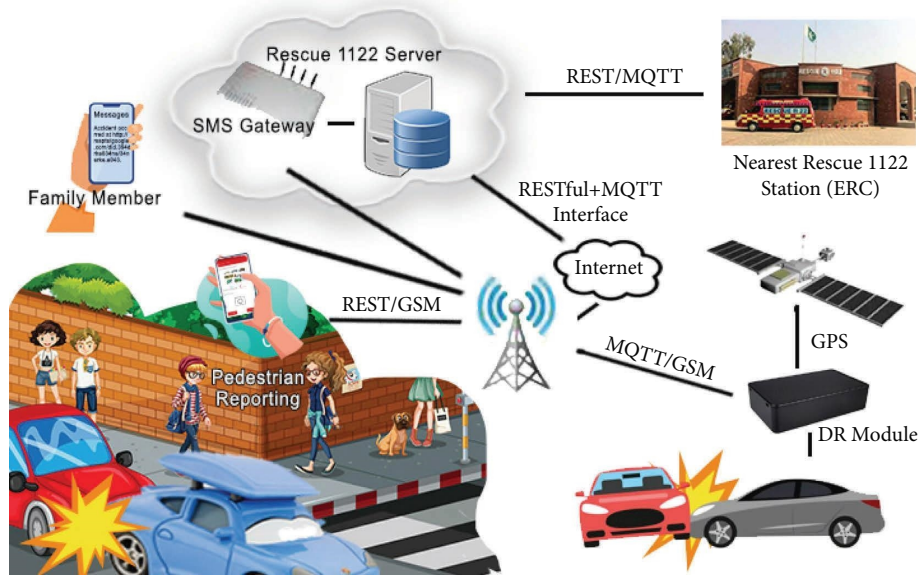 Rescue 1122 Server
SMS Gateway
REST/MQTT
Nearest Rescue 1122
Station (ERC)
Messages
Family Member
RESTful+MQTT
Interface
Internet
REST/GSM
MQTT/GSM
GPS
DR Module
Pedestrian
Reporting